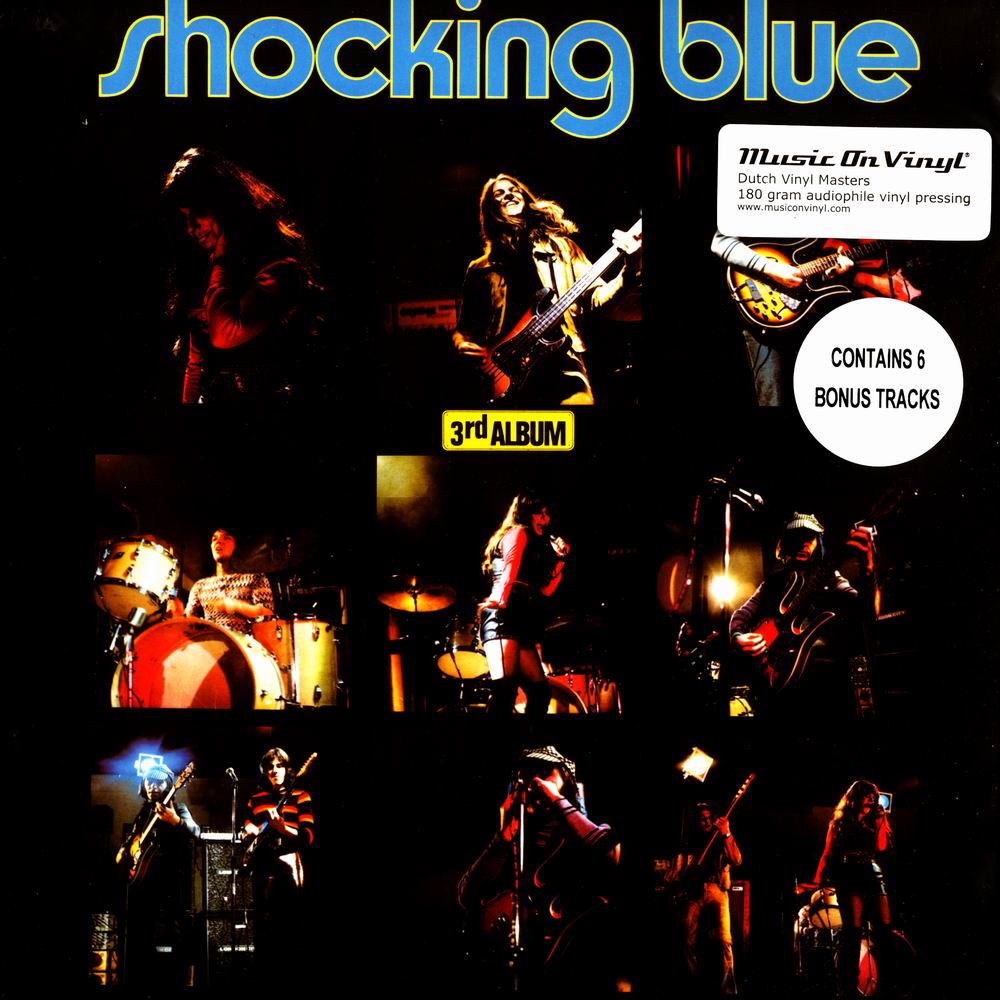 shocking blue
Music On Vinyl®
Dutch Vinyl Masters
180 gram audiophile vinyl pressing
www.musiconvinyl.com
CONTAINS 6
BONUS TRACKS
3rd ALBUM